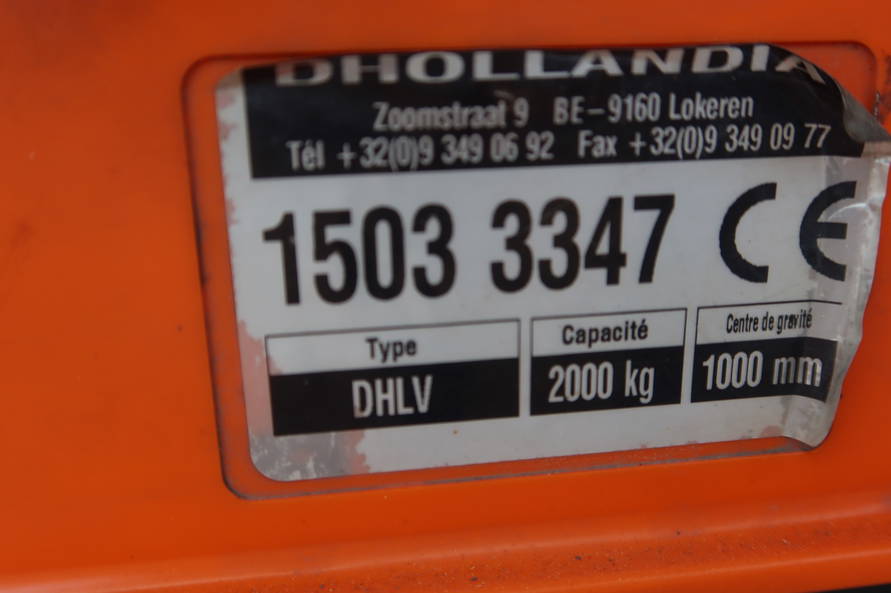 DHOLLANDIA
Zoomstraat 9 BE-9160 Lokeren
Tél +32(0)9 349 06 92 Fax +32(0)9 349 09 77
1503 3347 CE
Type Capacité Centre de gravité
DHLV 2000 kg 1000 mm